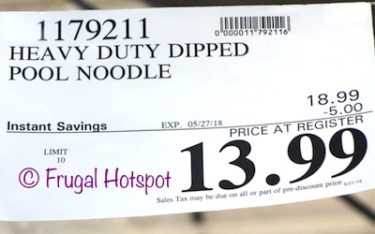 1179211
0000011792116
HEAVY DUTY DIPPED
POOL NOODLE
18.99
-5.00
Instant Savings EXP. 05/27/18
PRICE AT REGISTER
LIMIT
10
13.99
© Frugal Hotspot
Sales Tax may be due on all or part of pre-discount price